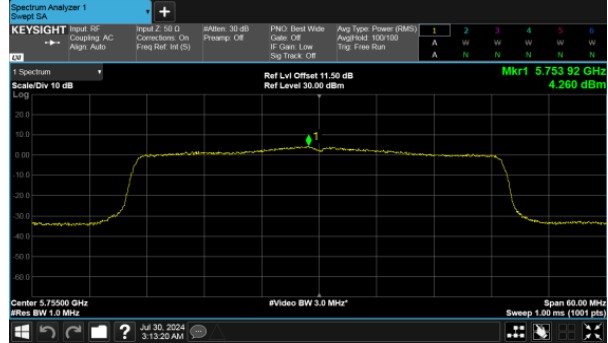 Spectrum Analyzer 1
Swept SA
+
KEYSIGHT Input: RF Input Z: 50 Ω #Atten: 30 dB PNO: Best Wide Avg Type: Power (RMS) 1 2 3 4 5 6
Coupling: AC Corrections: On Preamp: Off Gate: Off Avg|Hold: 100/100 A W W W W W
Align: Auto Freq Ref: Int (S) IF Gain: Low Trig: Free Run
Sig Track: Off A N N N N N
LXI
1 Spectrum Ref Lvl Offset 11.50 dB Mkr1 5.753 92 GHz
Scale/Div 10 dB Ref Level 30.00 dBm 4.260 dBm
Log
20.0
10.0
1
0.00
-10.0
-20.0
-30.0
-40.0
-50.0
-60.0
Center 5.75500 GHz #Video BW 3.0 MHz* Span 60.00 MHz
#Res BW 1.0 MHz Sweep 1.00 ms (1001 pts)
? Jul 30, 2024
3:13:20 AM